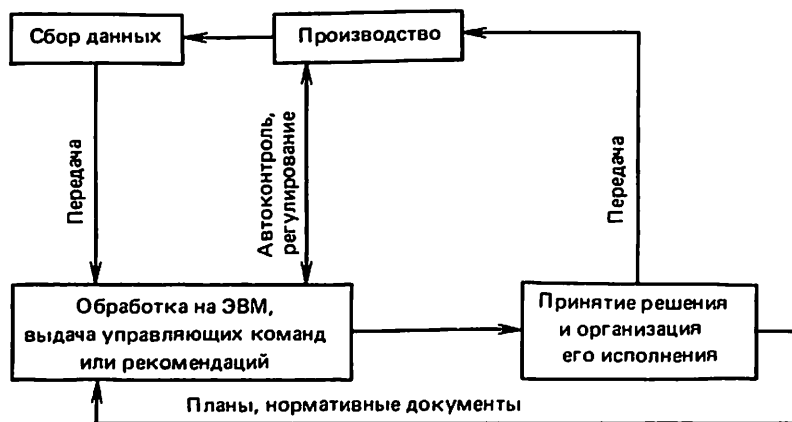 Сбор данных
Производство
Передача
Автоконтроль,
регулирование
Передача
Обработка на ЭВМ,
выдача управляющих команд
или рекомендаций
Принятие решения
и организация
его исполнения
Планы, нормативные документы